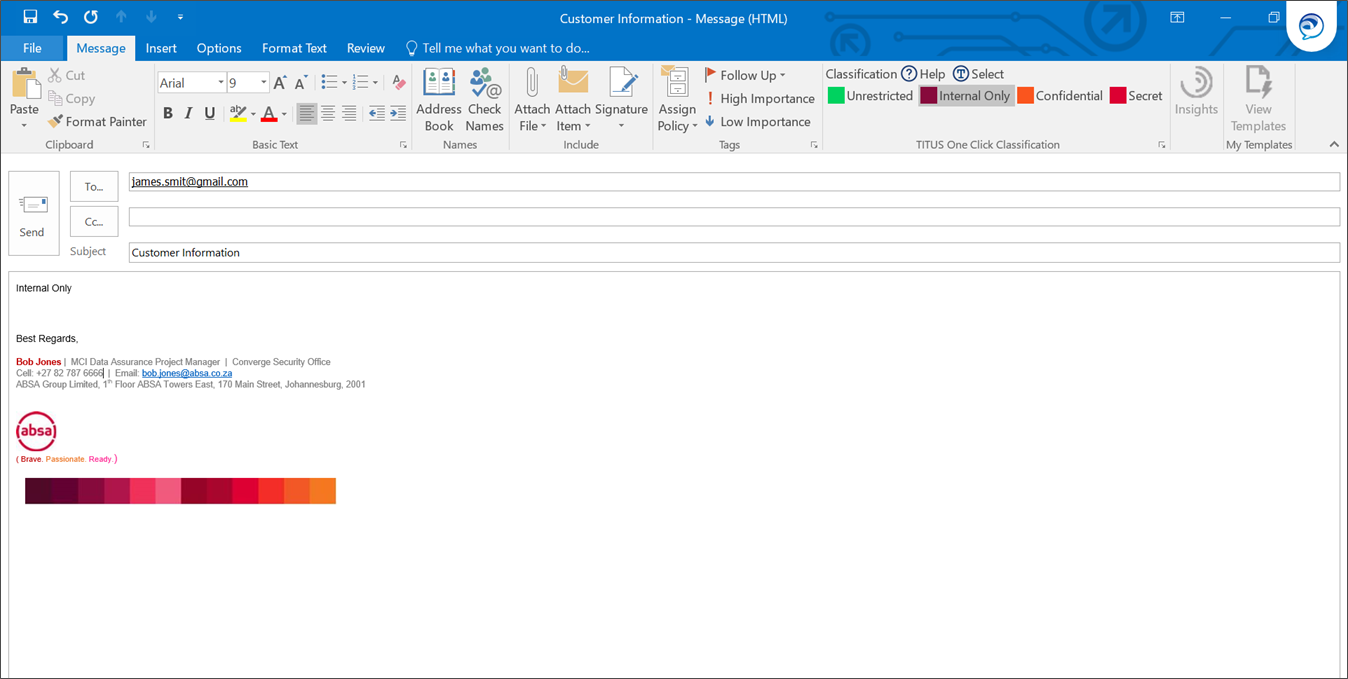 Customer Information - Message (HTML)
File Message Insert Options Format Text Review Tell me what you want to do...
Paste
Cut
Copy
Format Painter
Clipboard
Arial 9
B I U
Basic Text
Address Book
Check Names
Names
Attach File
Attach Item
Signature
Include
Assign Policy
Follow Up
High Importance
Low Importance
Tags
Classification Help Select
Unrestricted Internal Only Confidential Secret
TITUS One Click Classification
Insights
View Templates
My Templates
Send
To... james.smit@gmail.com
Cc...
Subject Customer Information
Internal Only
Best Regards,
Bob Jones | MCI Data Assurance Project Manager | Converge Security Office
Cell: +27 82 787 6666 | Email: bob.jones@absa.co.za
ABSA Group Limited, 1th Floor ABSA Towers East, 170 Main Street, Johannesburg, 2001
(absa)
( Brave. Passionate. Ready. )